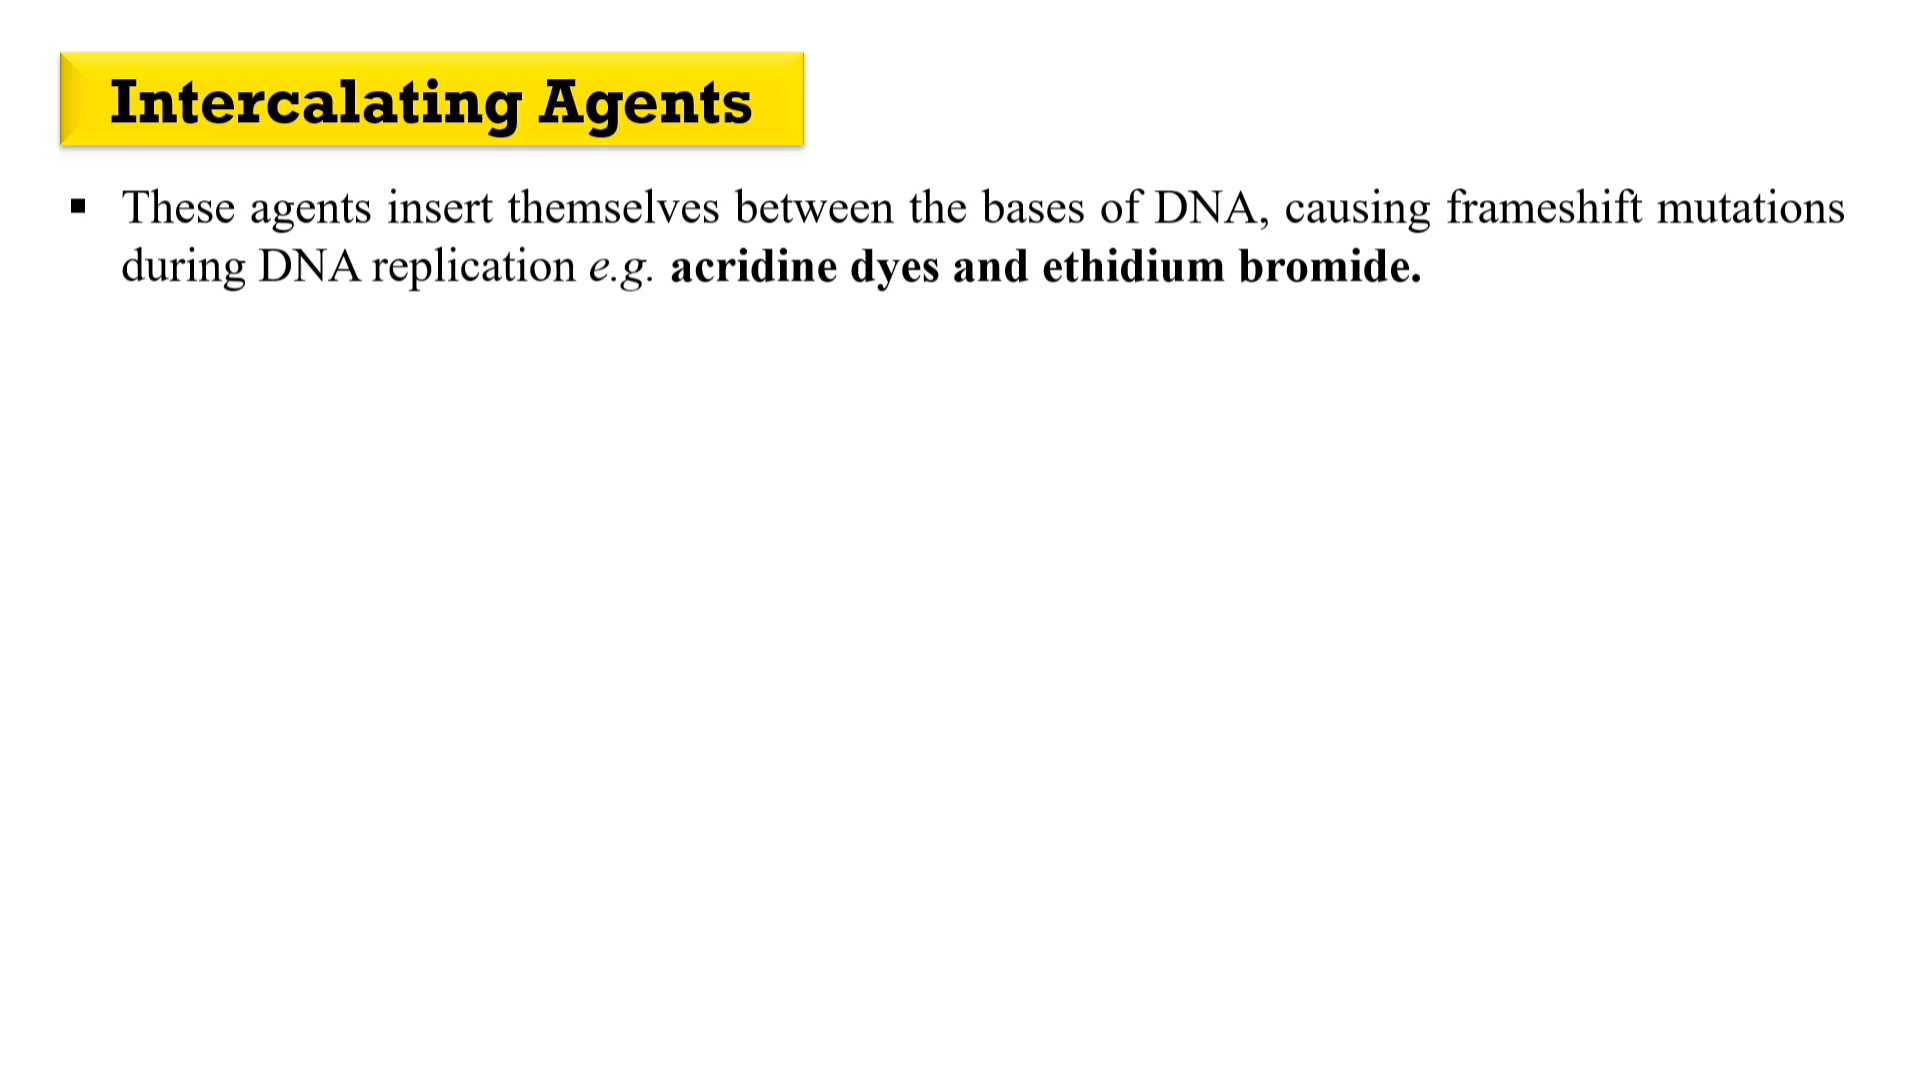 Intercalating Agents
▪ These agents insert themselves between the bases of DNA, causing frameshift mutations
during DNA replication e.g. acridine dyes and ethidium bromide.